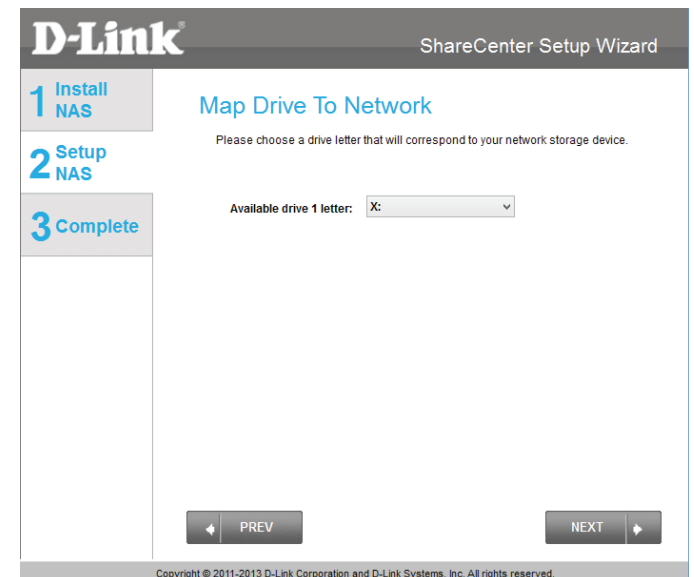 D-Link®
ShareCenter Setup Wizard
1 Install
NAS
2 Setup
NAS
3 Complete
Map Drive To Network
Please choose a drive letter that will correspond to your network storage device.
Available drive 1 letter: X:
PREV
NEXT
Copyright © 2011-2013 D-Link Corporation and D-Link Systems, Inc. All rights reserved.